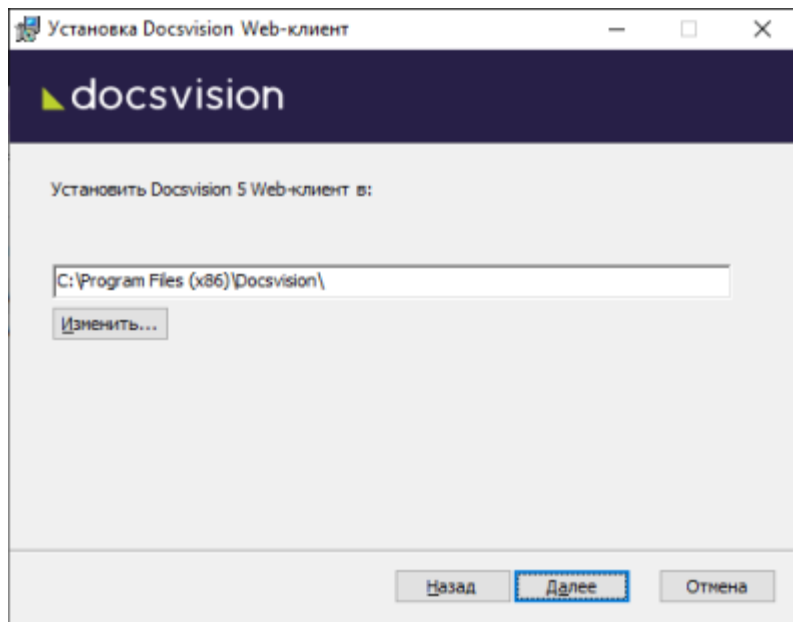 Установка Docsvision Web-клиент
docsvision
Установить Docsvision 5 Web-клиент в:
C:\Program Files (x86)\Docsvision\
Изменить...
Назад Далее Отмена